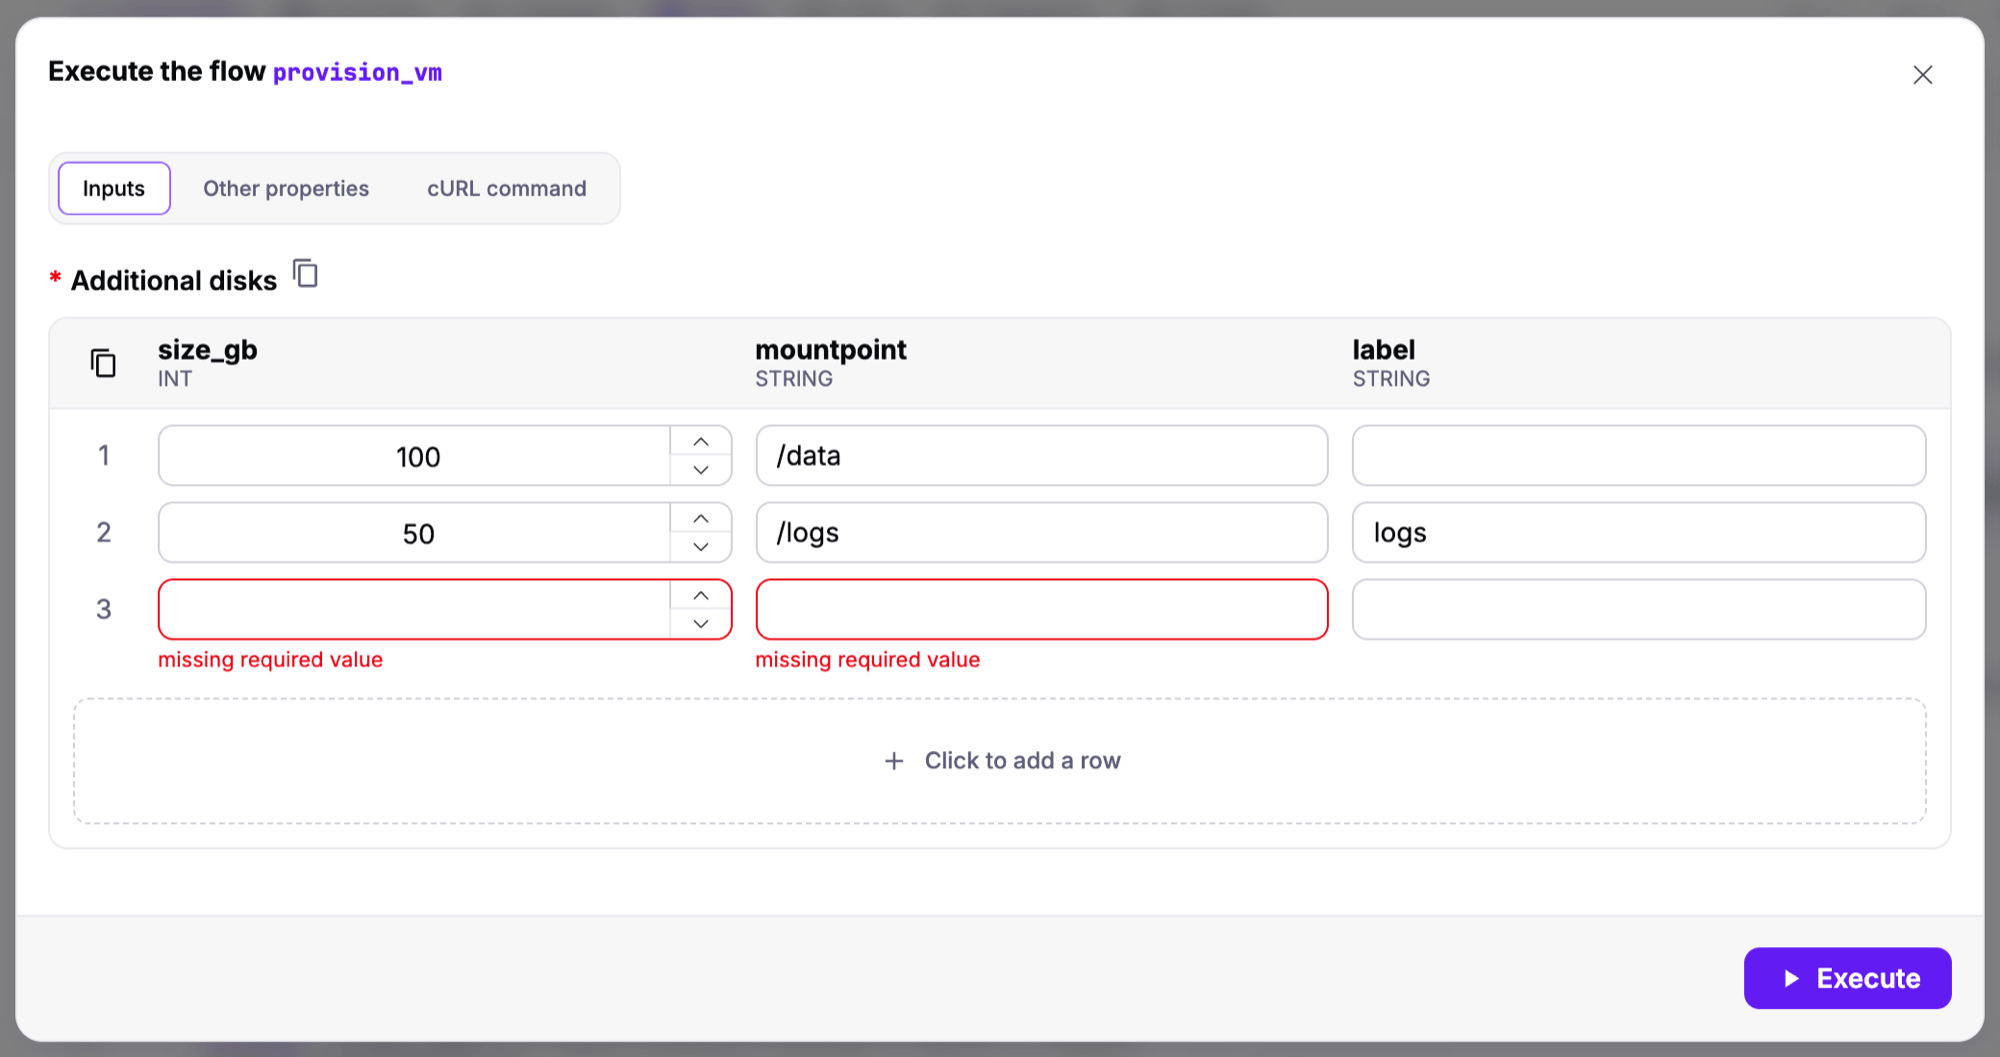 Execute the flow provision_vm
Inputs Other properties cURL command
* Additional disks
size_gb mountpoint label
INT STRING STRING
1 100 /data
2 50 /logs logs
3
missing required value missing required value
+ Click to add a row
Execute